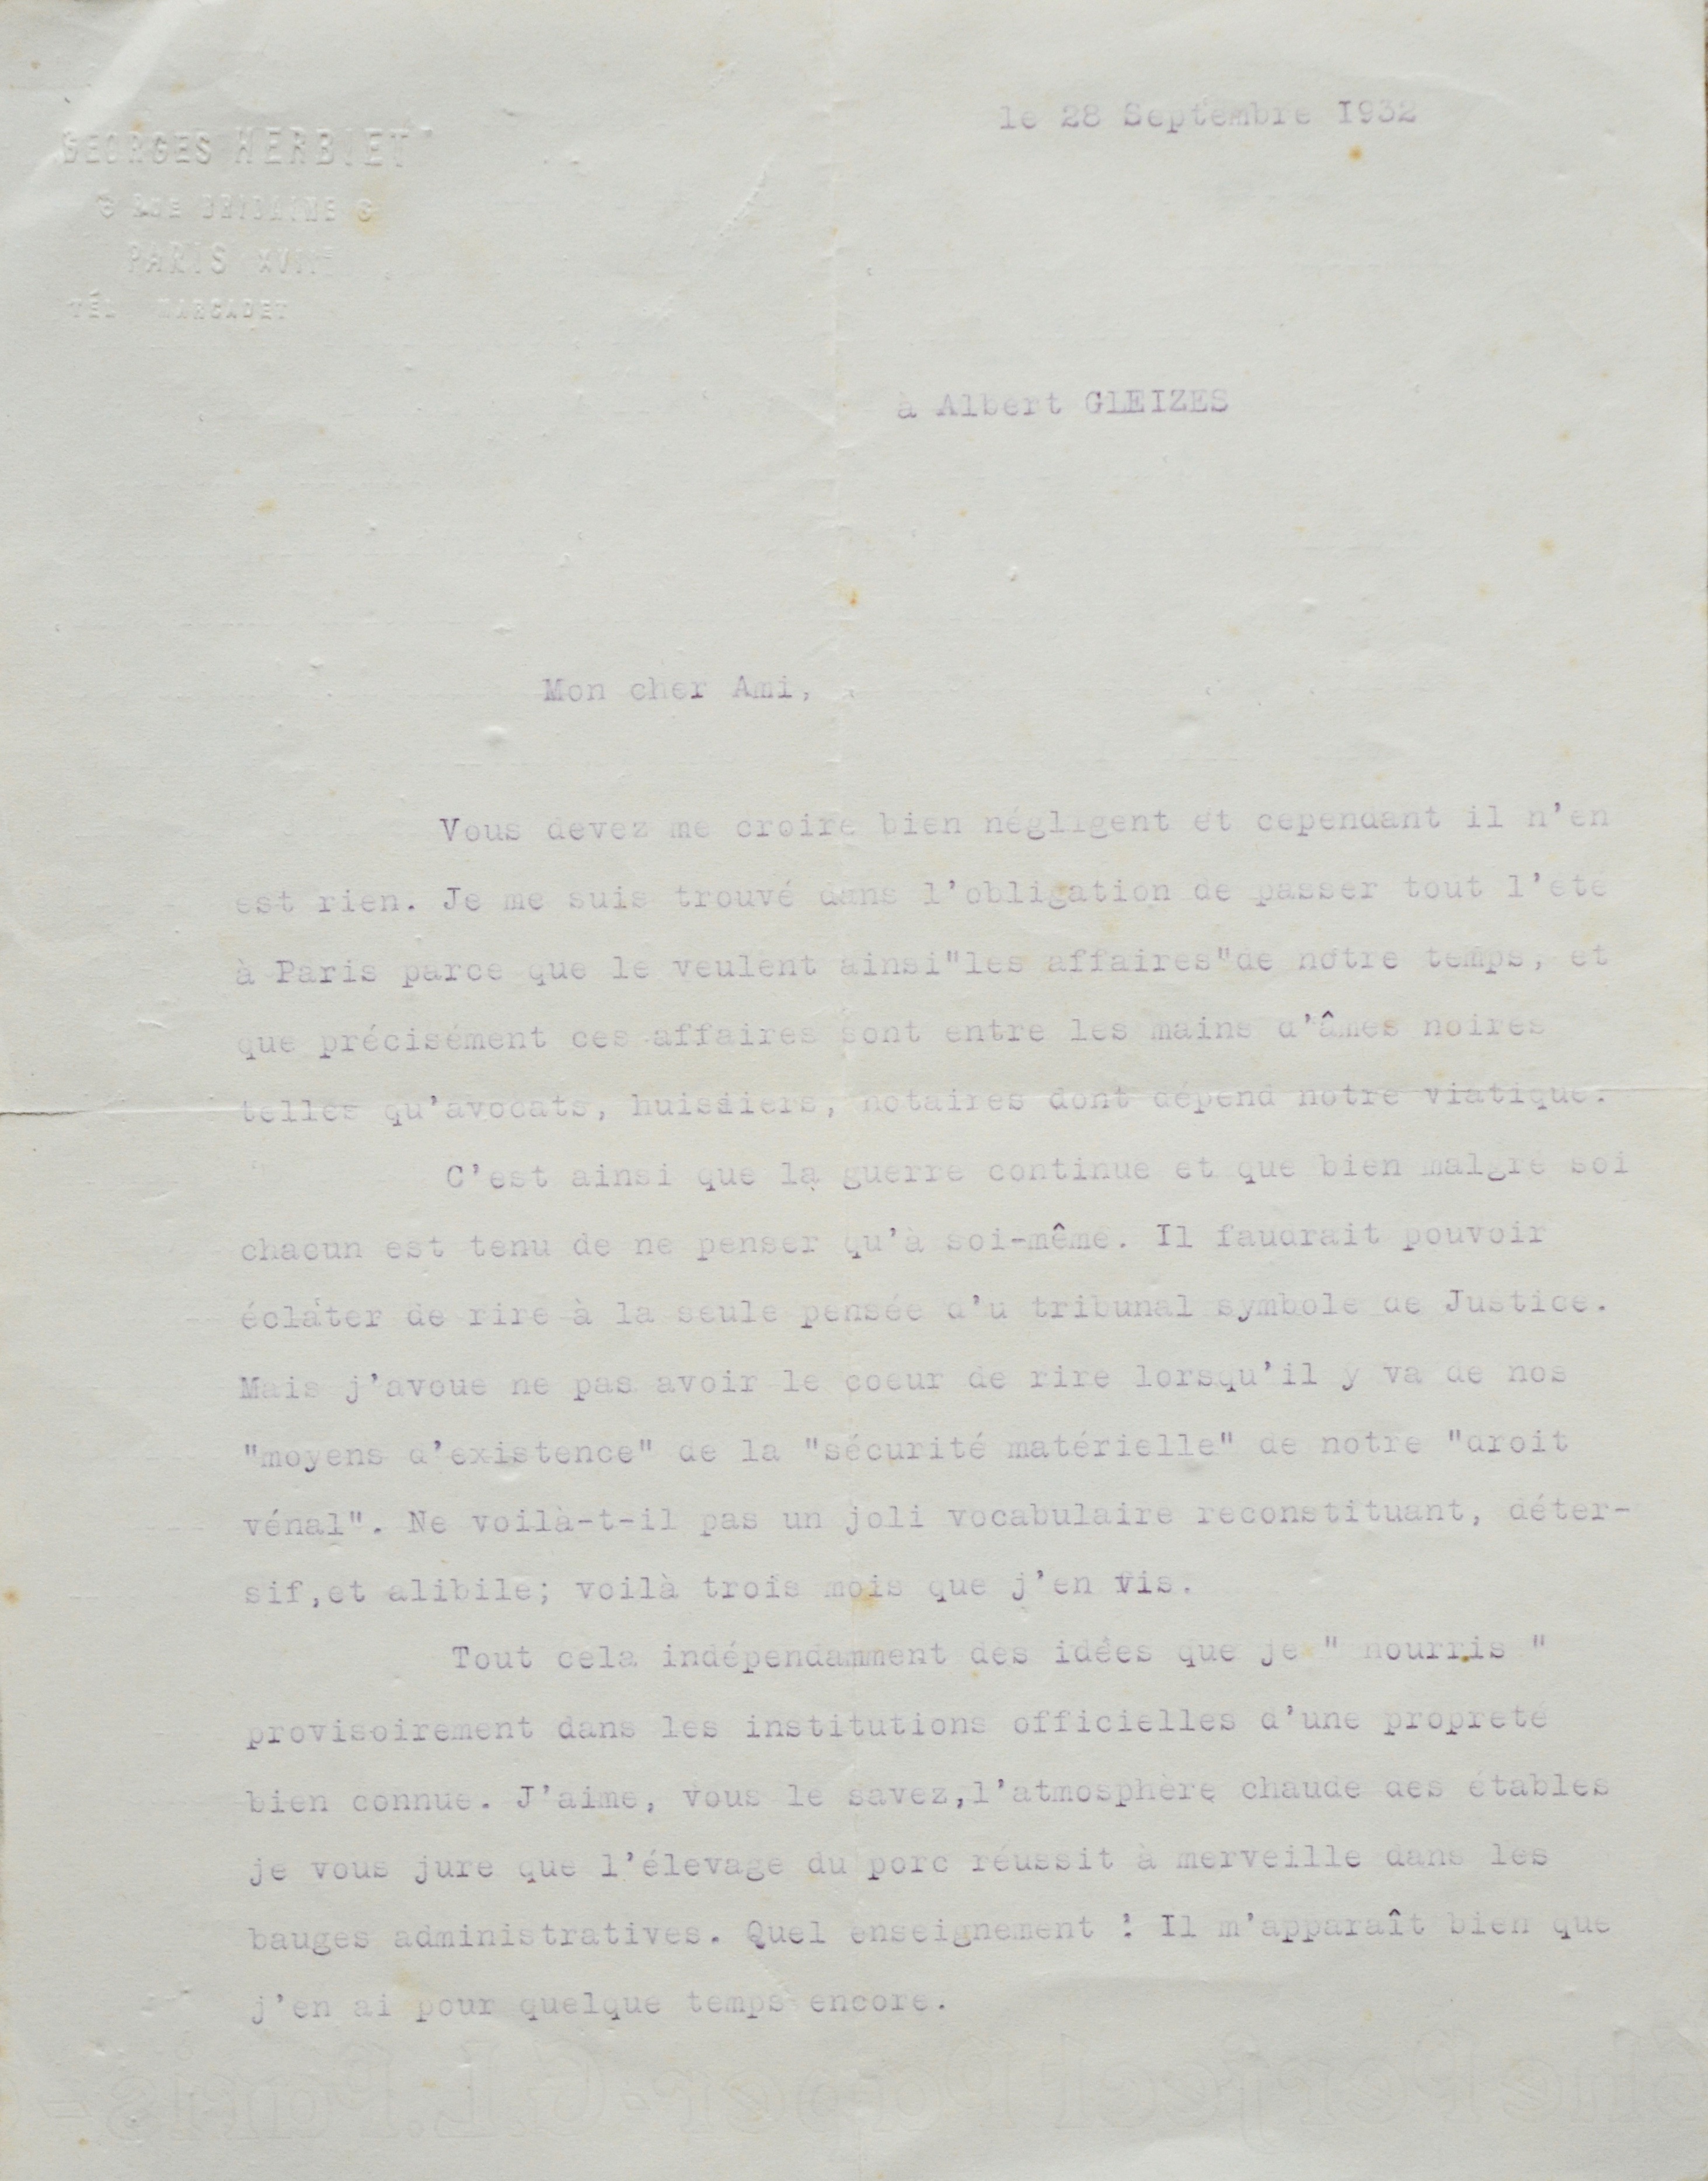 GEORGES HERBIET
le 28 Septembre 1932
6 RUE BRIDAINE 6
PARIS XVIIE
TÉL MARCADET
à Albert GLEIZES
Mon cher Ami,
Vous devez me croire bien négligent et cependant il n'en
est rien. Je me suis trouvé dans l'obligation de passer tout l'été
à Paris parce que le veulent ainsi"les affaires"de notre temps, et
que précisément ces affaires sont entre les mains d'âmes noires
telles qu'avocats, huissiers, notaires dont dépend notre viatique.
C'est ainsi que la guerre continue et que bien malgré soi
chacun est tenu de ne penser qu'à soi-même. Il faudrait pouvoir
éclater de rire à la seule pensée d'u tribunal symbole de Justice.
Mais j'avoue ne pas avoir le coeur de rire lorsqu'il y va de nos
"moyens d'existence" de la "sécurité matérielle" de notre "droit
vénal". Ne voilà-t-il pas un joli vocabulaire reconstituant, déter-
sif,et alibile; voilà trois mois que j'en vis.
Tout cela indépendamment des idées que je " nourris "
provisoirement dans les institutions officielles d'une propreté
bien connue. J'aime, vous le savez,l'atmosphère chaude des étables
je vous jure que l'élevage du porc réussit à merveille dans les
bauges administratives. Quel enseignement ! Il m'apparaît bien que
j'en ai pour quelque temps encore.